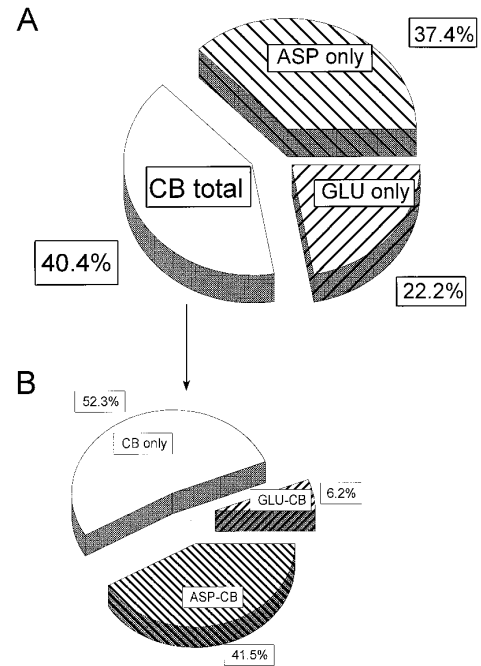 A
37.4%
ASP only
CB total
GLU only
40.4%
22.2%
B
52.3%
CB only
6.2%
GLU-CB
ASP-CB
41.5%